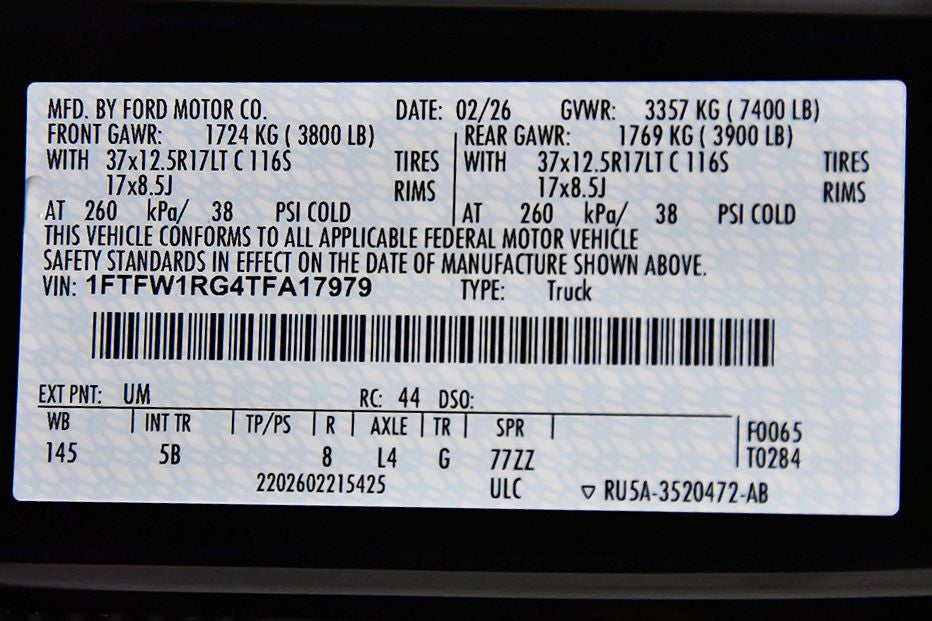 MFD. BY FORD MOTOR CO. DATE: 02/26 GVWR: 3357 KG ( 7400 LB)
FRONT GAWR: 1724 KG ( 3800 LB) REAR GAWR: 1769 KG ( 3900 LB)
WITH 37x12.5R17LT C 116S TIRES WITH 37x12.5R17LT C 116S TIRES
17x8.5J RIMS 17x8.5J RIMS
AT 260 kPa/ 38 PSI COLD AT 260 kPa/ 38 PSI COLD
THIS VEHICLE CONFORMS TO ALL APPLICABLE FEDERAL MOTOR VEHICLE
SAFETY STANDARDS IN EFFECT ON THE DATE OF MANUFACTURE SHOWN ABOVE.
VIN: 1FTFW1RG4TFA17979 TYPE: Truck
EXT PNT: UM RC: 44 DSO:
WB INT TR TP/PS R AXLE TR SPR F0065
145 5B 8 L4 G 77ZZ T0284
2202602215425 ULC ▽ RU5A-3520472-AB